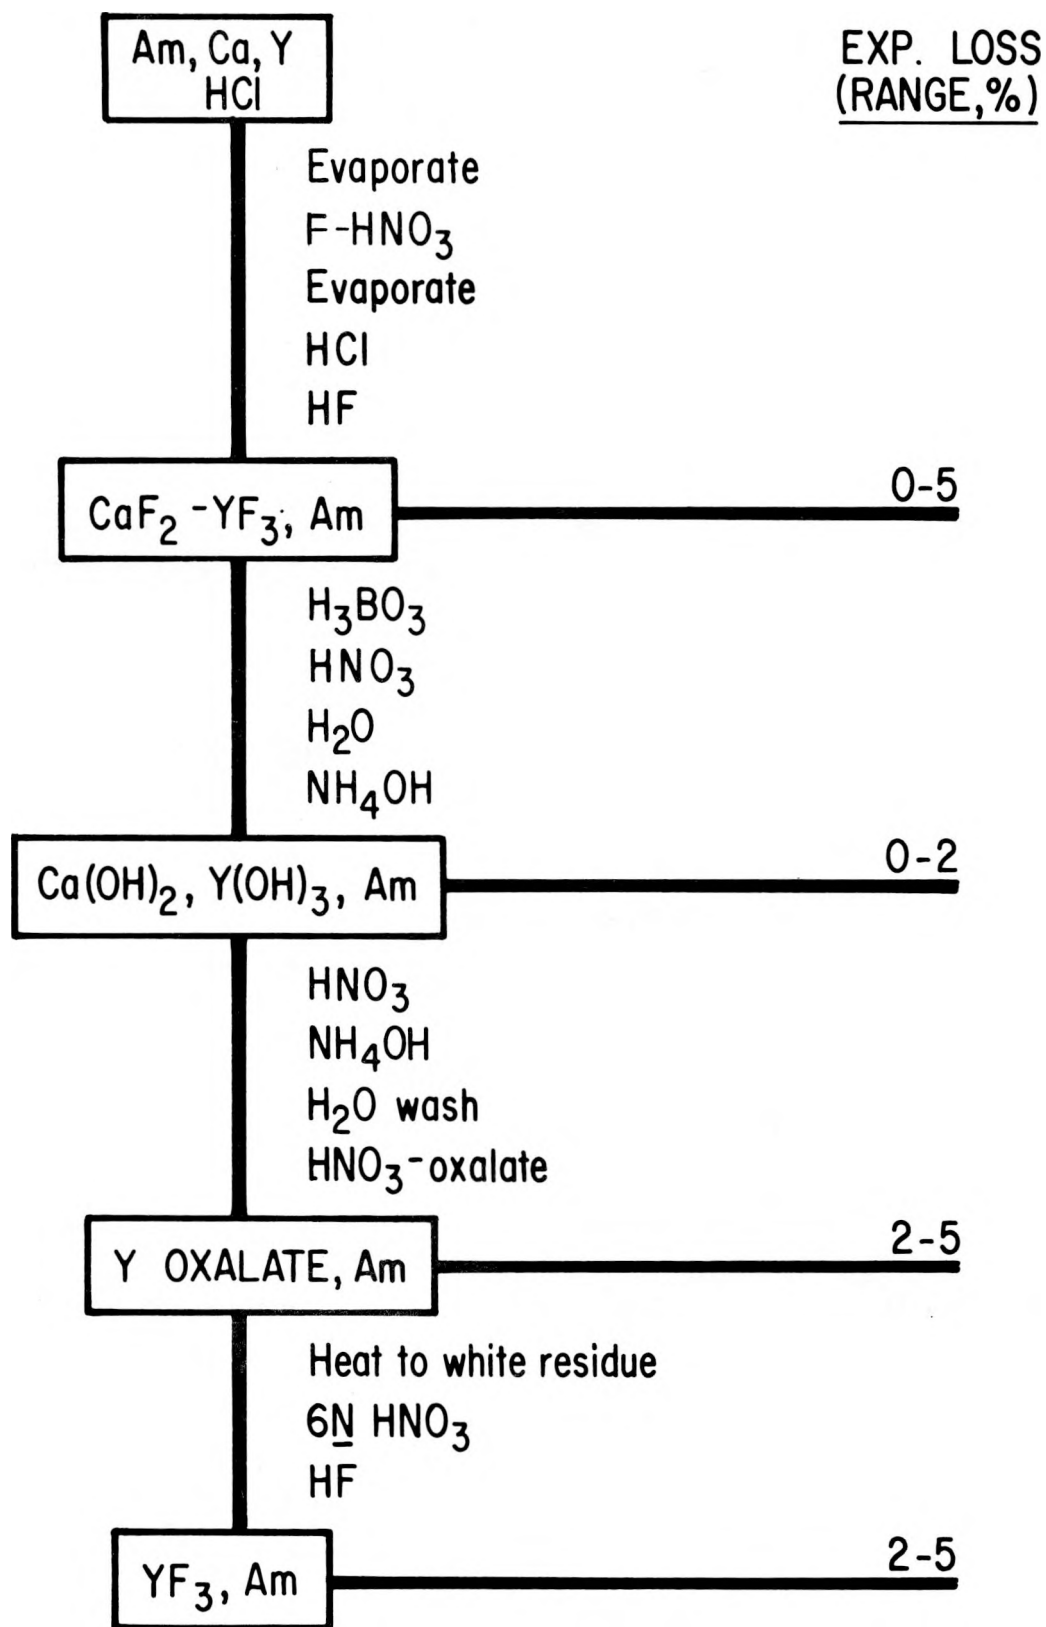 Am, Ca, Y
HCl
EXP. LOSS
(RANGE,%)
Evaporate
F-HNO₃
Evaporate
HCl
HF
CaF₂-YF₃, Am
0-5
H₃BO₃
HNO₃
H₂O
NH₄OH
Ca(OH)₂, Y(OH)₃, Am
0-2
HNO₃
NH₄OH
H₂O wash
HNO₃-oxalate
Y OXALATE, Am
2-5
Heat to white residue
6N HNO₃
HF
YF₃, Am
2-5